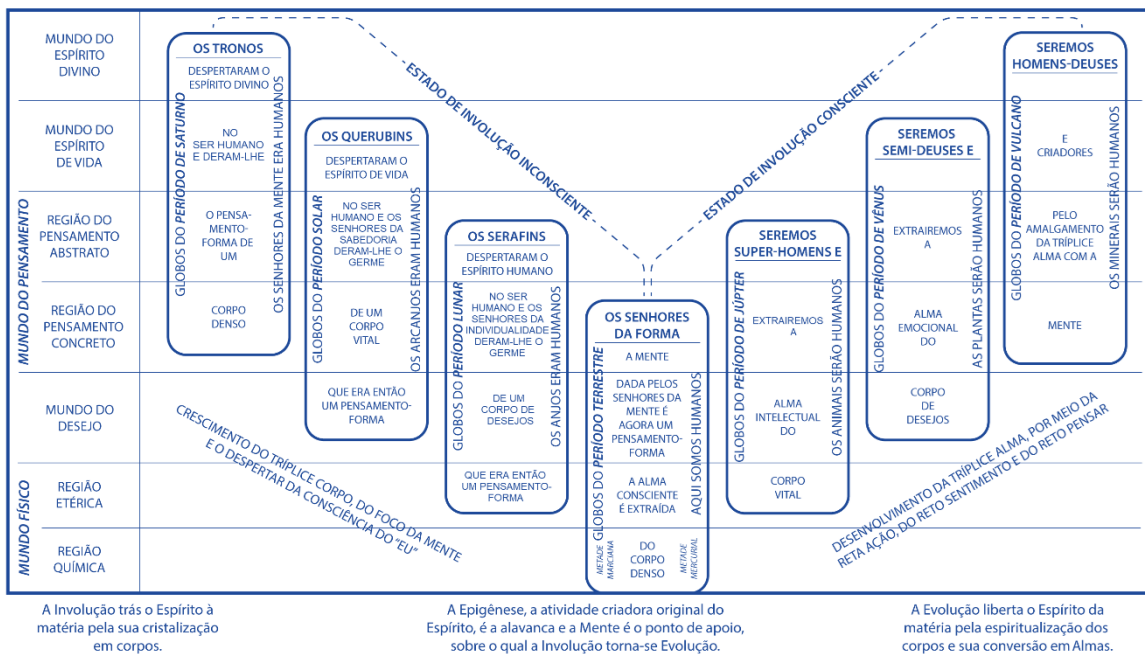 MUNDO DO
ESPÍRITO
DIVINO
MUNDO DO
ESPÍRITO
DE VIDA
MUNDO DO PENSAMENTO
REGIÃO DO
PENSAMENTO
ABSTRATO
REGIÃO DO
PENSAMENTO
CONCRETO
MUNDO DO
DESEJO
MUNDO FÍSICO
REGIÃO
ETÉRICA
REGIÃO
QUÍMICA
OS TRONOS
DESPERTARAM O
ESPÍRITO DIVINO
NO
SER HUMANO
E DERAM-LHE
O PENSA-
MENTO-
FORMA DE
UM
CORPO
DENSO
GLOBOS DO PERÍODO DE SATURNO
OS SENHORES DA MENTE ERA HUMANOS
OS QUERUBINS
DESPERTARAM O
ESPÍRITO DE VIDA
NO SER
HUMANO E OS
SENHORES DA
SABEDORIA
DERAM-LHE O
GERME
DE UM
CORPO
VITAL
QUE ERA ENTÃO
UM PENSAMENTO-
FORMA
GLOBOS DO PERÍODO SOLAR
OS ARCANJOS ERAM HUMANOS
OS SERAFINS
DESPERTARAM O
ESPÍRITO HUMANO
NO SER
HUMANO E OS
SENHORES DA
INDIVIDUALIDADE
DERAM-LHE O
GERME
DE UM
CORPO DE
DESEJOS
QUE ERA ENTÃO
UM PENSAMENTO-
FORMA
GLOBOS DO PERÍODO LUNAR
OS ANJOS ERAM HUMANOS
OS SENHORES
DA FORMA
A MENTE
DADA PELOS
SENHORES DA
MENTE É
AGORA UM
PENSAMENTO-
FORMA
A ALMA
CONSCIENTE
É EXTRAÍDA
DO
CORPO
DENSO
GLOBOS DO PERÍODO TERRESTRE
AQUI SOMOS HUMANOS
METADE
MARCIANA
METADE
MERCURIAL
SEREMOS
SUPER-HOMENS E
EXTRAIREMOS
A
ALMA
INTELECTUAL
DO
CORPO
VITAL
GLOBOS DO PERÍODO DE JÚPTER
OS ANIMAIS SERÃO HUMANOS
SEREMOS
SEMI-DEUSES E
EXTRAIREMOS
A
ALMA
EMOCIONAL
DO
CORPO
DE
DESEJOS
GLOBOS DO PERÍODO DE VÊNUS
AS PLANTAS SERÃO HUMANOS
SEREMOS
HOMENS-DEUSES
E
CRIADORES
PELO
AMALGAMENTO
DA TRÍPLICE
ALMA COM A
MENTE
GLOBOS DO PERÍODO DE VULCANO
OS MINERAIS SERÃO HUMANOS
ESTADO DE INVOLUÇÃO INCONSCIENTE
ESTADO DE INVOLUÇÃO CONSCIENTE
CRESCIMENTO DO TRÍPLICE CORPO, DO FOCO DA MENTE
E O DESPERTAR DA CONSCIÊNCIA DO "EU"
DESENVOLVIMENTO DA TRÍPLICE ALMA, POR MEIO DA
RETA AÇÃO, DO RETO SENTIMENTO E DO RETO PENSAR
A Involução trás o Espírito à
matéria pela sua cristalização
em corpos.
A Epigênese, a atividade criadora original do
Espírito, é a alavanca e a Mente é o ponto de apoio,
sobre o qual a Involução torna-se Evolução.
A Evolução liberta o Espírito da
matéria pela espiritualização dos
corpos e sua conversão em Almas.